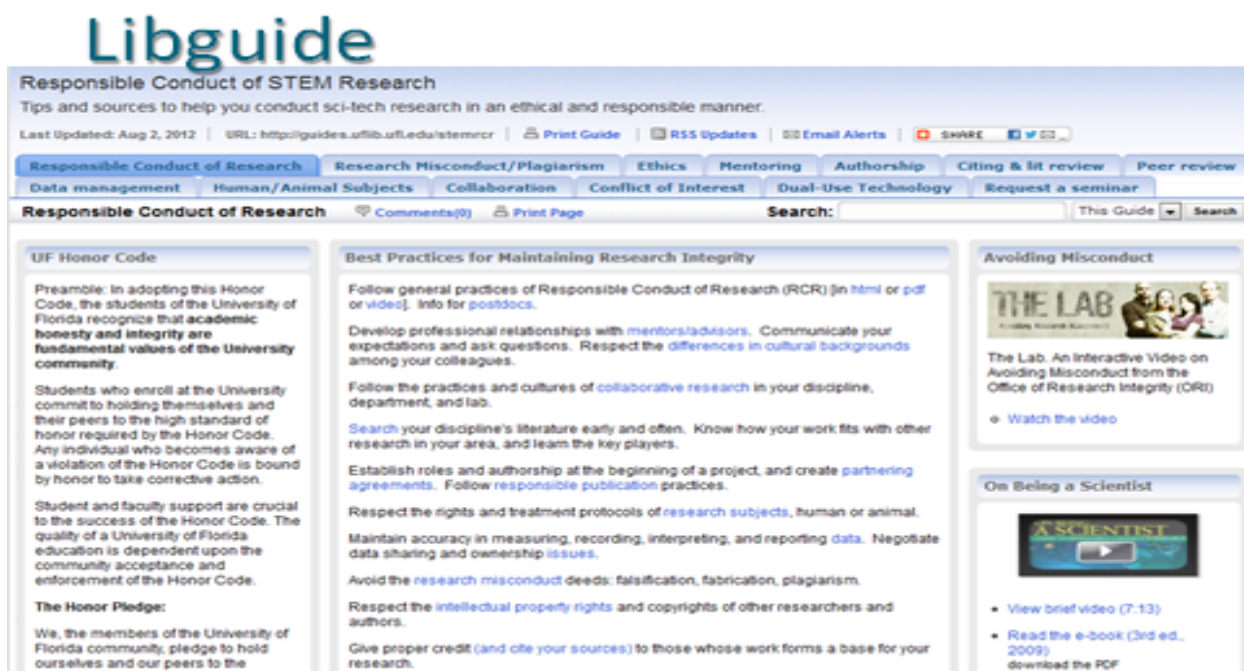 Libguide
Responsible Conduct of STEM Research
Tips and sources to help you conduct sci-tech research in an ethical and responsible manner.
Last Updated: Aug 2, 2012 | URL: http://guides.uflib.ufl.edu/stemrcr | Print Guide | RSS Updates | Email Alerts | SHARE
Responsible Conduct of Research Research Misconduct/Plagiarism Ethics Mentoring Authorship Citing & lit review Peer review
Data management Human/Animal Subjects Collaboration Conflict of Interest Dual-Use Technology Request a seminar
Responsible Conduct of Research Comments(0) Print Page Search: This Guide Search
UF Honor Code
Preamble: In adopting this Honor
Code, the students of the University of
Florida recognize that academic
honesty and integrity are
fundamental values of the University
community.
Students who enroll at the University
commit to holding themselves and
their peers to the high standard of
honor required by the Honor Code.
Any individual who becomes aware of
a violation of the Honor Code is bound
by honor to take corrective action.
Student and faculty support are crucial
to the success of the Honor Code. The
quality of a University of Florida
education is dependent upon the
community acceptance and
enforcement of the Honor Code.
The Honor Pledge:
We, the members of the University of
Florida community, pledge to hold
ourselves and our peers to the
Best Practices for Maintaining Research Integrity
Follow general practices of Responsible Conduct of Research (RCR) [in html or pdf
or video]. Info for postdocs.
Develop professional relationships with mentors/advisors. Communicate your
expectations and ask questions. Respect the differences in cultural backgrounds
among your colleagues.
Follow the practices and cultures of collaborative research in your discipline,
department, and lab.
Search your discipline's literature early and often. Know how your work fits with other
research in your area, and learn the key players.
Establish roles and authorship at the beginning of a project, and create partnering
agreements. Follow responsible publication practices.
Respect the rights and treatment protocols of research subjects, human or animal.
Maintain accuracy in measuring, recording, interpreting, and reporting data. Negotiate
data sharing and ownership issues.
Avoid the research misconduct deeds: falsification, fabrication, plagiarism.
Respect the intellectual property rights and copyrights of other researchers and
authors.
Give proper credit (and cite your sources) to those whose work forms a base for your
research.
Avoiding Misconduct
THE LAB
The Lab. An Interactive Video on
Avoiding Misconduct from the
Office of Research Integrity (ORI)
Watch the video
On Being a Scientist
A SCIENTIST
View brief video (7:13)
Read the e-book (3rd ed.,
2009)
download the PDF